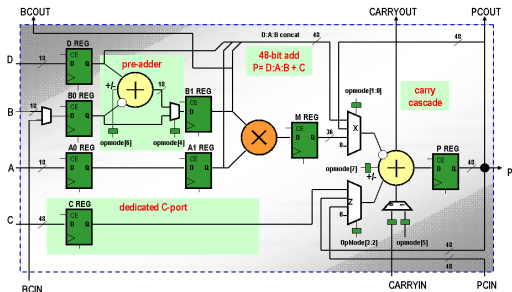 BCOUT
CARRYOUT
PCOUT
D:A:B concat
48
48
D
18
D REG
CE
D Q
pre-adder
48-bit add
P= D:A:B + C
carry
cascade
+/-
18
opmode[1:0]
B
18
B0 REG
CE
D Q
B1 REG
CE
D Q
M REG
CE
D Q
36
X
0
opmode[6]
opmode[4]
A
18
A0 REG
CE
D Q
A1 REG
CE
D Q
opmode[7]
+/-
P REG
CE
D Q
48
P
dedicated C-port
C
48
C REG
CE
D Q
Z
0
OpMode[3:2]
opmode[5]
48
48
BCIN
CARRYIN
PCIN